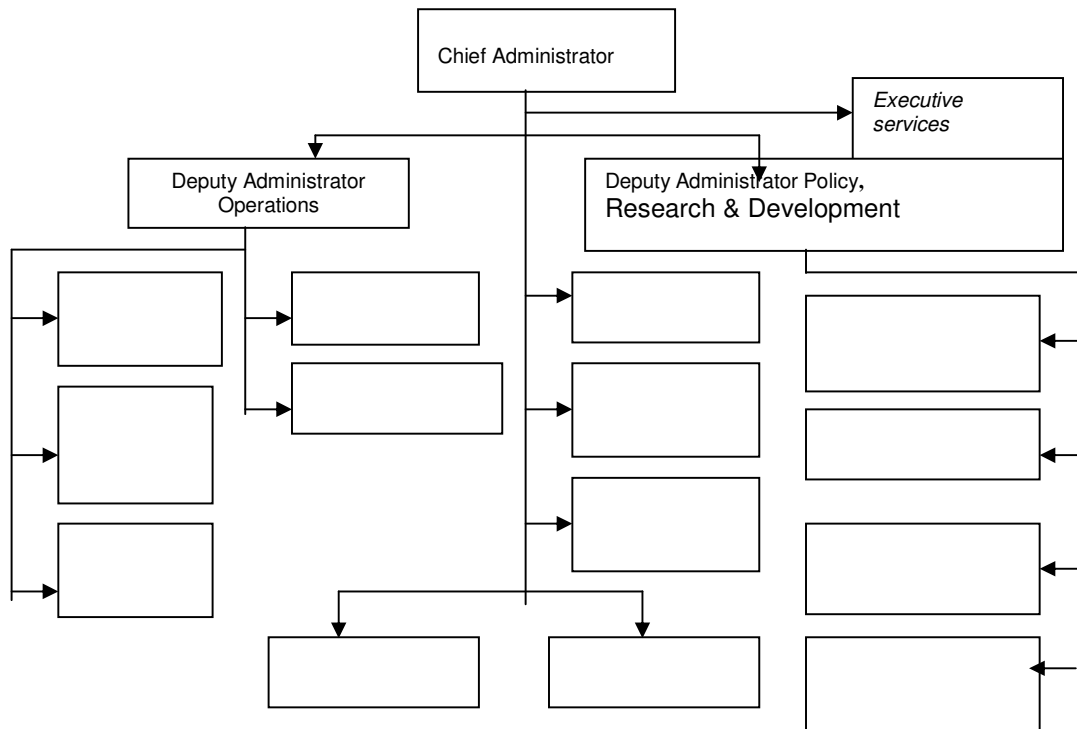 Chief Administrator
Executive
services
Deputy Administrator
Operations
Deputy Administrator Policy,
Research & Development